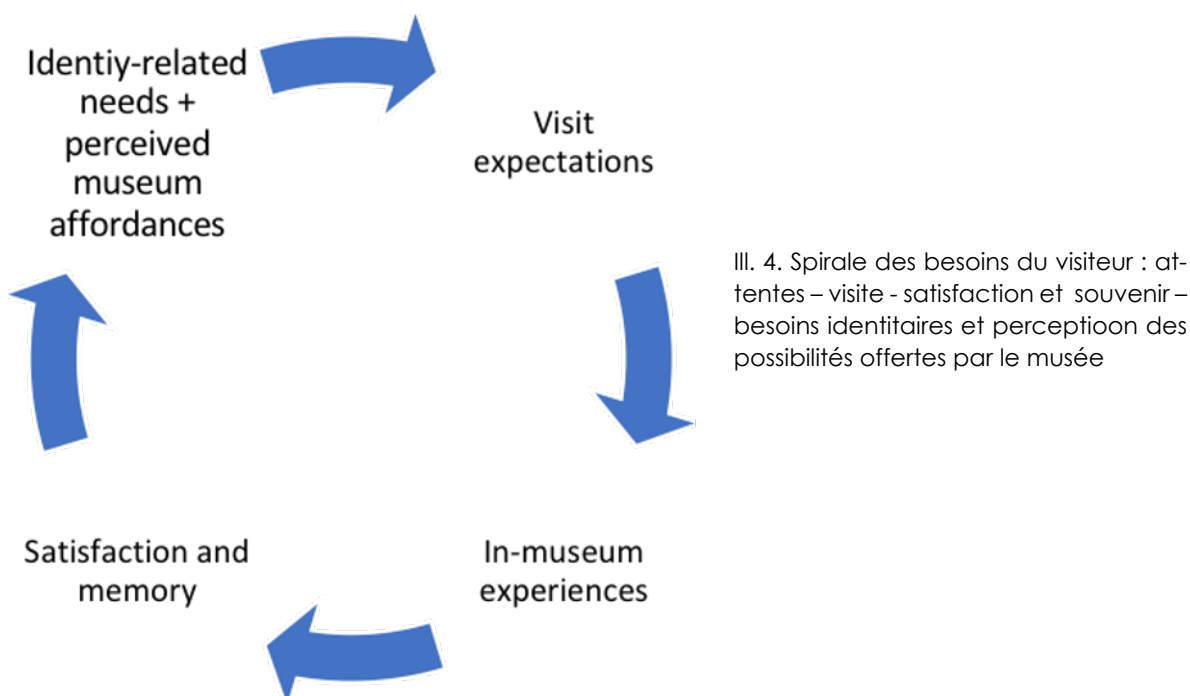 Identiy-related
needs +
perceived
museum
affordances
Visit
expectations
In-museum
experiences
Satisfaction and
memory
Ill. 4. Spirale des besoins du visiteur : at-
tentes – visite - satisfaction et souvenir –
besoins identitaires et perceptioon des
possibilités offertes par le musée